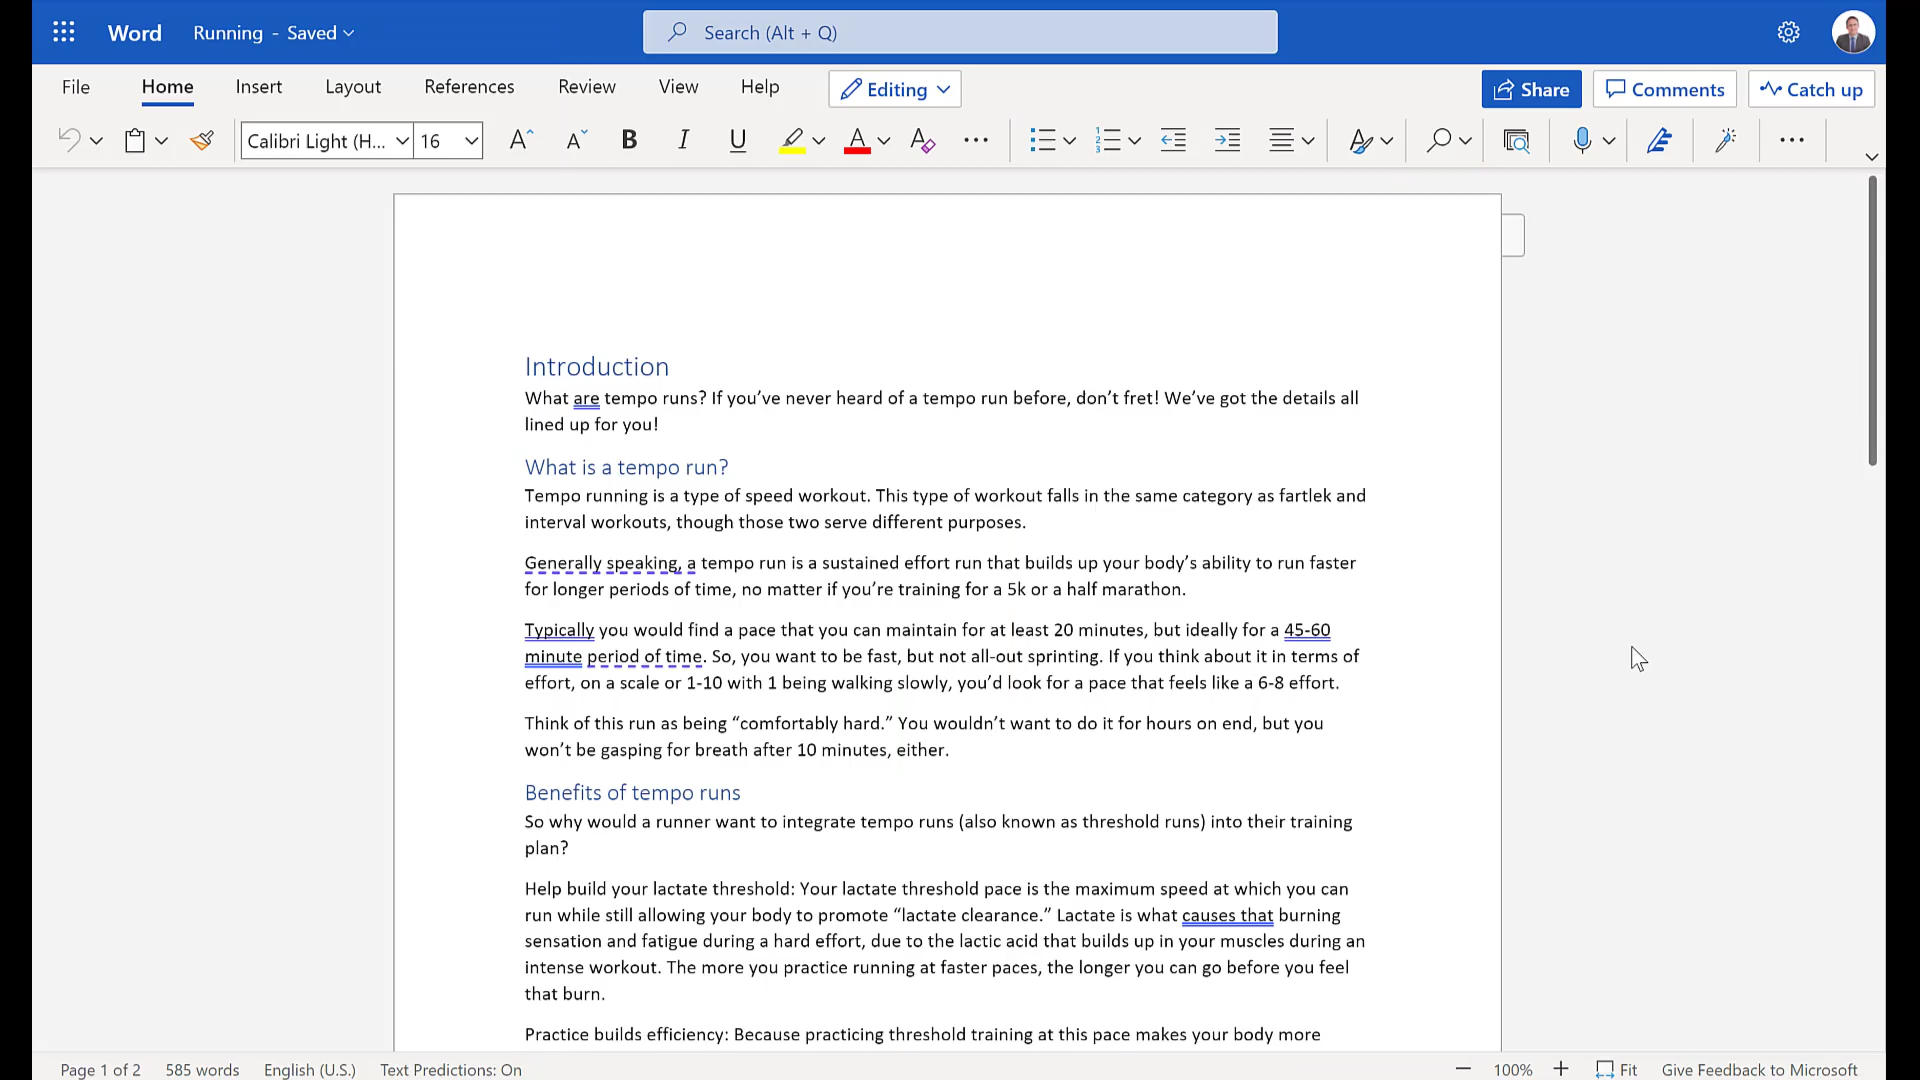 Word Running - Saved Search (Alt + Q)
File Home Insert Layout References Review View Help Editing Share Comments Catch up
Calibri Light (H... 16 A A B I U A A 1 2 3 A
Introduction
What are tempo runs? If you’ve never heard of a tempo run before, don’t fret! We’ve got the details all
lined up for you!
What is a tempo run?
Tempo running is a type of speed workout. This type of workout falls in the same category as fartlek and
interval workouts, though those two serve different purposes.
Generally speaking, a tempo run is a sustained effort run that builds up your body’s ability to run faster
for longer periods of time, no matter if you’re training for a 5k or a half marathon.
Typically you would find a pace that you can maintain for at least 20 minutes, but ideally for a 45-60
minute period of time. So, you want to be fast, but not all-out sprinting. If you think about it in terms of
effort, on a scale or 1-10 with 1 being walking slowly, you’d look for a pace that feels like a 6-8 effort.
Think of this run as being “comfortably hard.” You wouldn’t want to do it for hours on end, but you
won’t be gasping for breath after 10 minutes, either.
Benefits of tempo runs
So why would a runner want to integrate tempo runs (also known as threshold runs) into their training
plan?
Help build your lactate threshold: Your lactate threshold pace is the maximum speed at which you can
run while still allowing your body to promote “lactate clearance.” Lactate is what causes that burning
sensation and fatigue during a hard effort, due to the lactic acid that builds up in your muscles during an
intense workout. The more you practice running at faster paces, the longer you can go before you feel
that burn.
Practice builds efficiency: Because practicing threshold training at this pace makes your body more
Page 1 of 2 585 words English (U.S.) Text Predictions: On 100% Fit Give Feedback to Microsoft